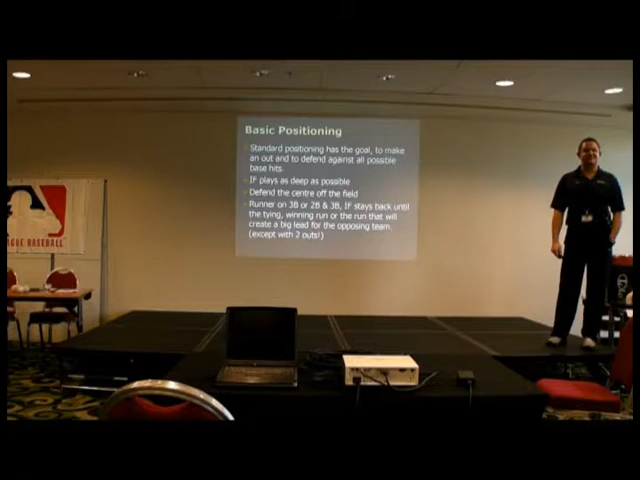 Basic Positioning
Standard positioning has the goal, to make
an out and to defend against all possible
base hits.
IF plays as deep as possible
Defend the centre off the field
Runner on 3B or 2B & 3B, IF stays back until
the tying, winning run or the run that will
create a big lead for the opposing team.
(except with 2 outs!)
AGUE BASEBALL